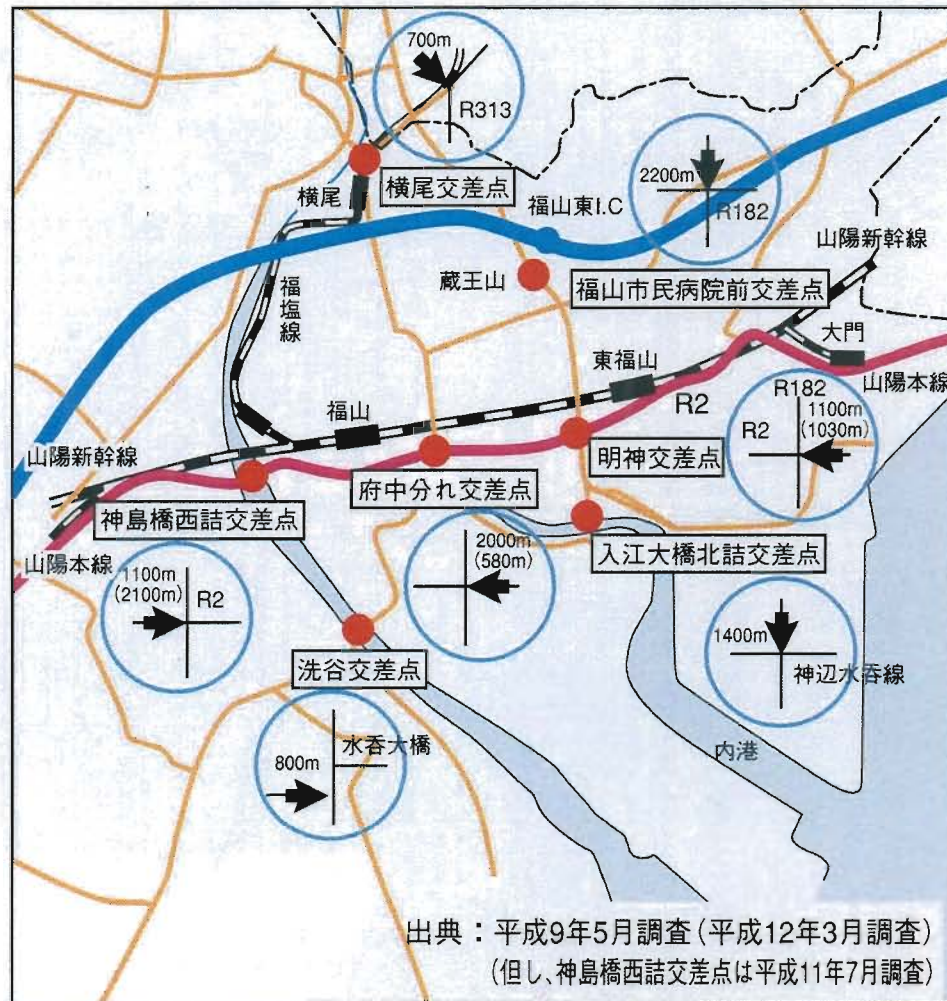 700m
R313
横尾交差点
横尾
2200m
R182
福山東I.C
山陽新幹線
蔵王山
福山市民病院前交差点
福塩線
大門
東福山
山陽本線
R2
福山
R182
R2
1100m
(1030m)
山陽新幹線
明神交差点
府中分れ交差点
神島橋西詰交差点
入江大橋北詰交差点
山陽本線
1100m
(2100m)
R2
2000m
(580m)
1400m
神辺水呑線
洗谷交差点
水呑大橋
800m
内港
出典:平成9年5月調査(平成12年3月調査)
(但し、神島橋西詰交差点は平成11年7月調査)